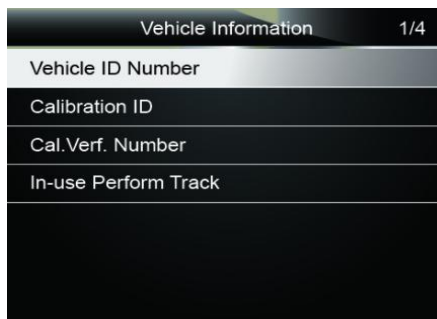 Vehicle Information 1/4
Vehicle ID Number
Calibration ID
Cal.Verf. Number
In-use Perform Track